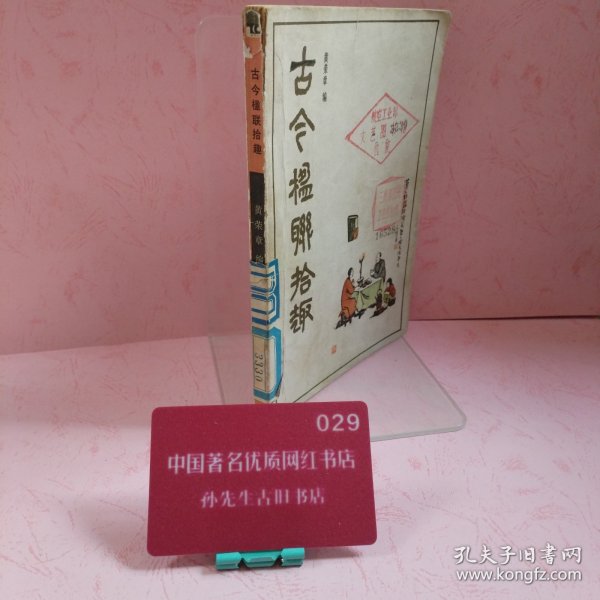 古今楹联拾趣
黄荣章 编
古今楹联拾趣
黄荣章
3330
029
中国著名优质网红书店
孙先生古旧书店
孔夫子旧书网
www.kongfz.com